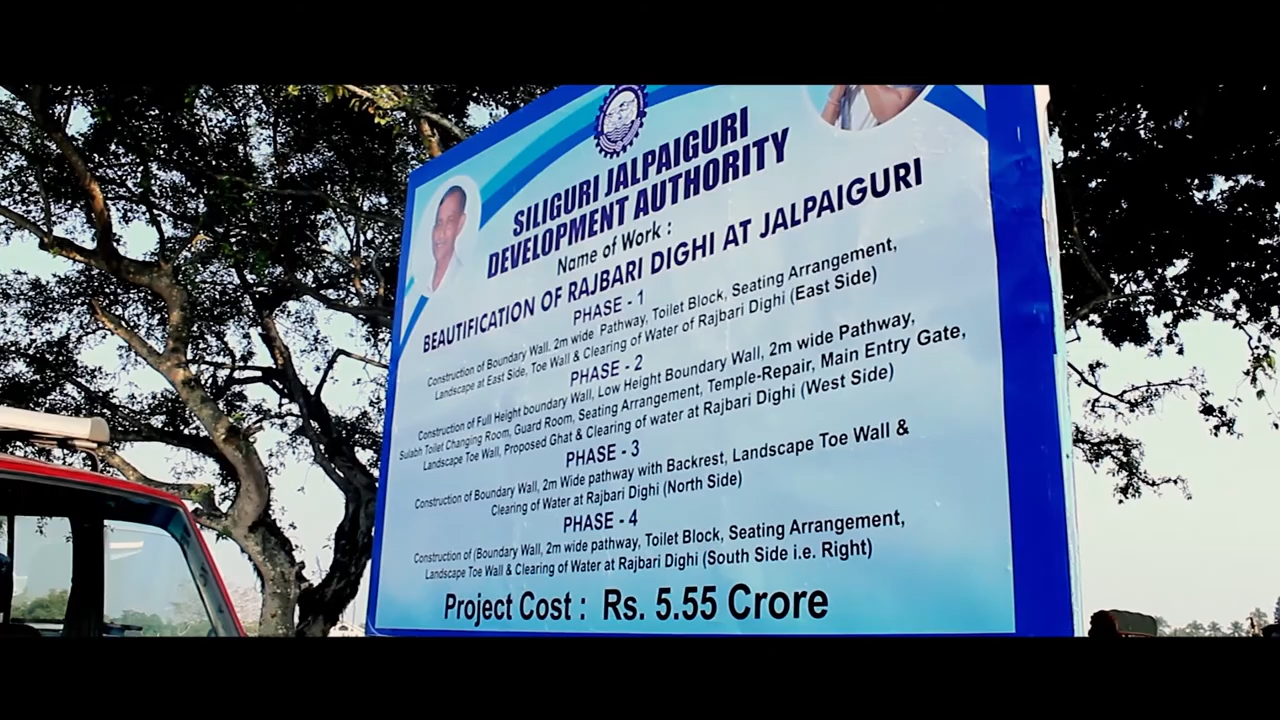 SILIGURI JALPAIGURI
DEVELOPMENT AUTHORITY
Name of Work :
BEAUTIFICATION OF RAJBARI DIGHI AT JALPAIGURI
PHASE - 1
Construction of Boundary Wall. 2m wide Pathway, Toilet Block, Seating Arrangement,
Landscape at East Side, Toe Wall & Clearing of Water of Rajbari Dighi (East Side)
PHASE - 2
Construction of Full Height boundary Wall, Low Height Boundary Wall, 2m wide Pathway,
Sulabh Toilet Changing Room, Guard Room, Seating Arrangement, Temple-Repair, Main Entry Gate,
Landscape Toe Wall, Proposed Ghat & Clearing of water at Rajbari Dighi (West Side)
PHASE - 3
Construction of Boundary Wall, 2m Wide pathway with Backrest, Landscape Toe Wall &
Clearing of Water at Rajbari Dighi (North Side)
PHASE - 4
Construction of (Boundary Wall, 2m wide pathway, Toilet Block, Seating Arrangement,
Landscape Toe Wall & Clearing of Water at Rajbari Dighi (South Side i.e. Right)
Project Cost : Rs. 5.55 Crore